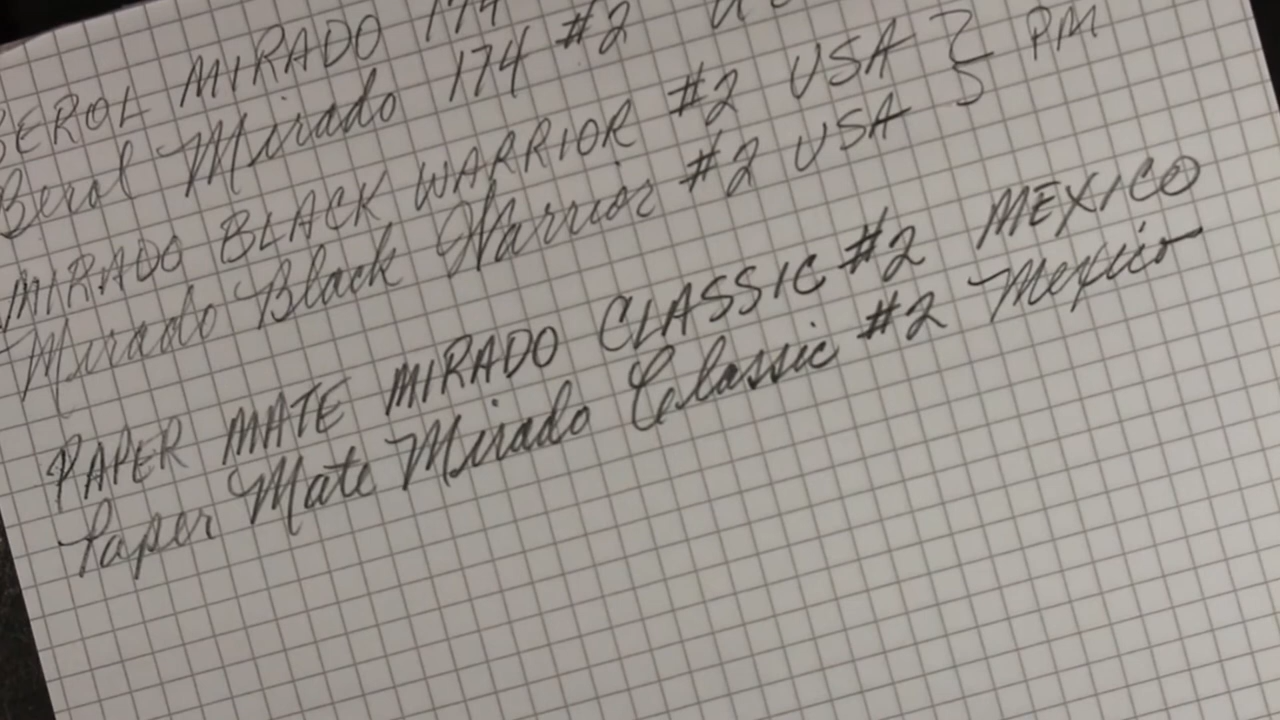 BEROL MIRADO 174
Berol Mirado 174 #2
MIRADO BLACK WARRIOR #2 USA } PM
Mirado Black Warrior #2 USA
PAPER MATE MIRADO CLASSIC #2 MEXICO
Paper Mate Mirado Classic #2 Mexico